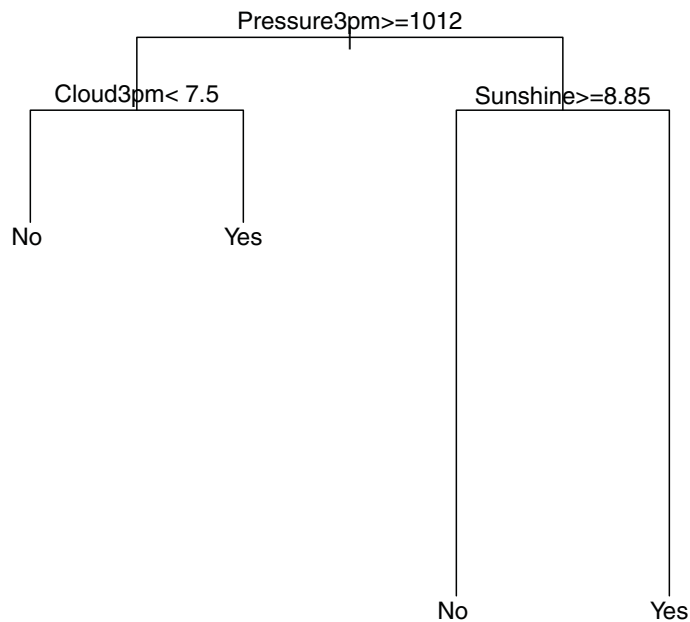 Pressure3pm>=1012
Cloud3pm< 7.5
Sunshine>=8.85
No
Yes
No
Yes